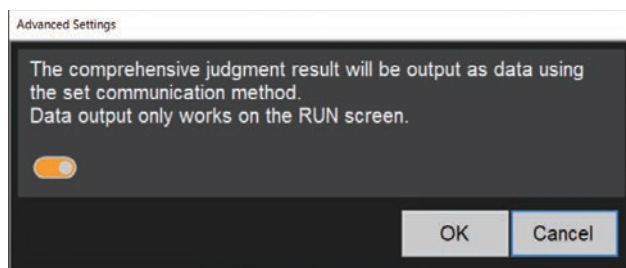 Advanced Settings
The comprehensive judgment result will be output as data using
the set communication method.
Data output only works on the RUN screen.
OK
Cancel